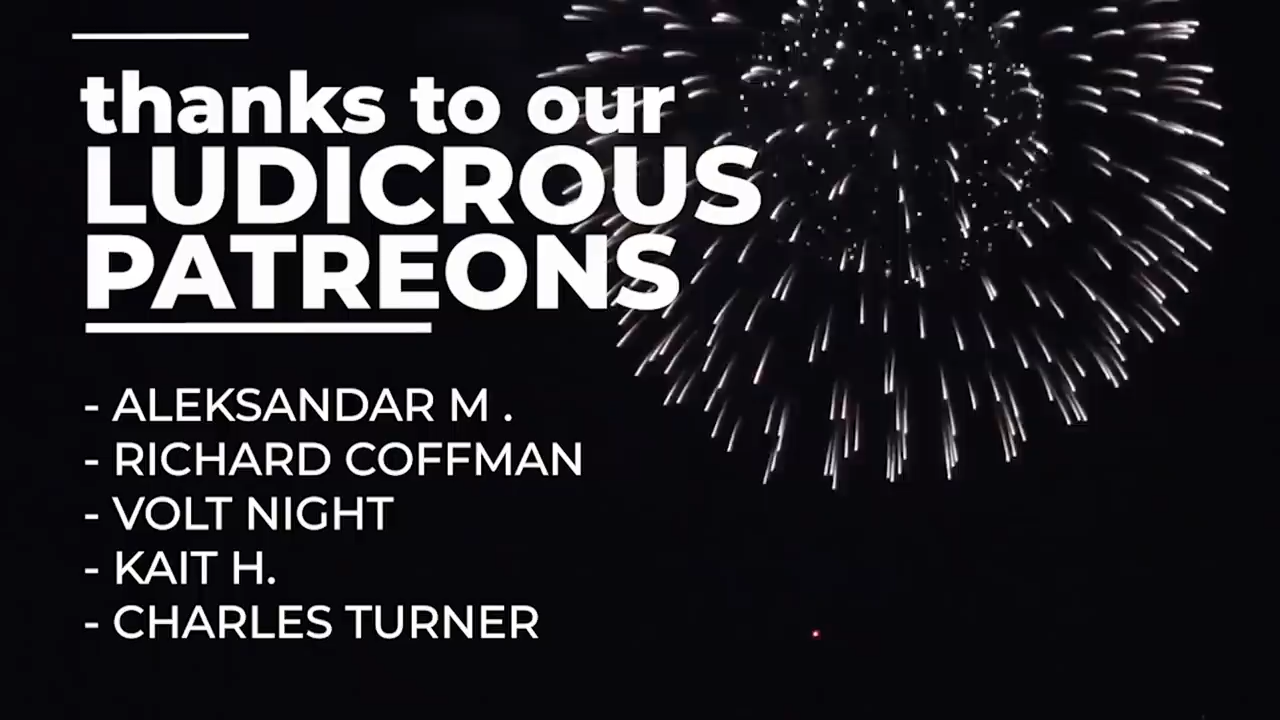 thanks to our
LUDICROUS
PATREONS
- ALEKSANDAR M .
- RICHARD COFFMAN
- VOLT NIGHT
- KAIT H.
- CHARLES TURNER